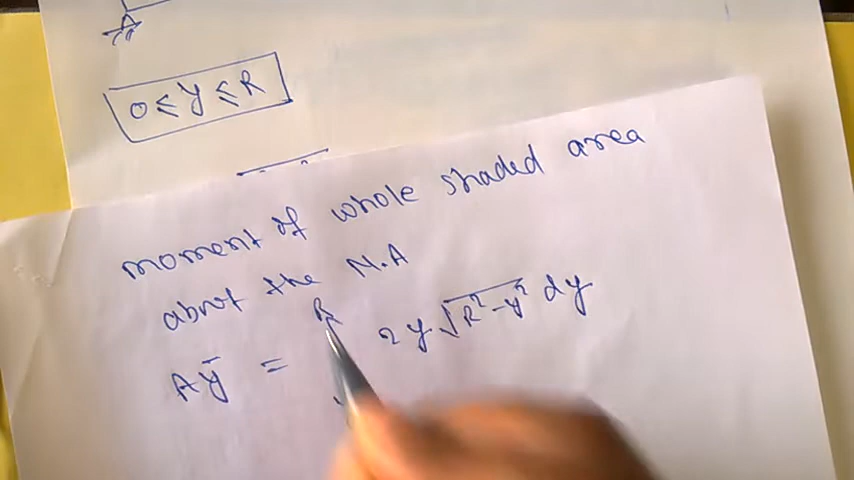 0 ≤ y ≤ R
moment of whole shaded area
about the N.A
R
Aȳ = 2y√(R² - y²) dy